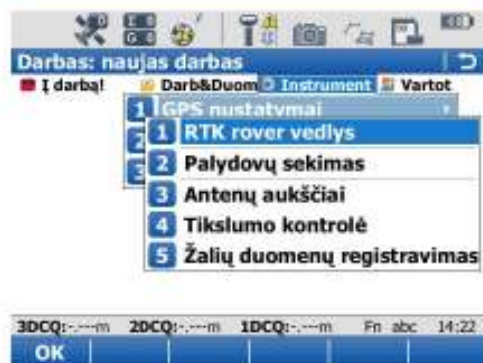 Darbas: naujas darbas
Į darbą! Darb&Duom Instrument Vartot
1 GPS nustatymai
1 RTK rover vedlys
2 Palydovų sekimas
3 Antenų aukščiai
4 Tikslumo kontrolė
5 Žalių duomenų registravimas
3DCQ:-.---m 2DCQ:-.---m 1DCQ:-.---m Fn abc 14:22
OK